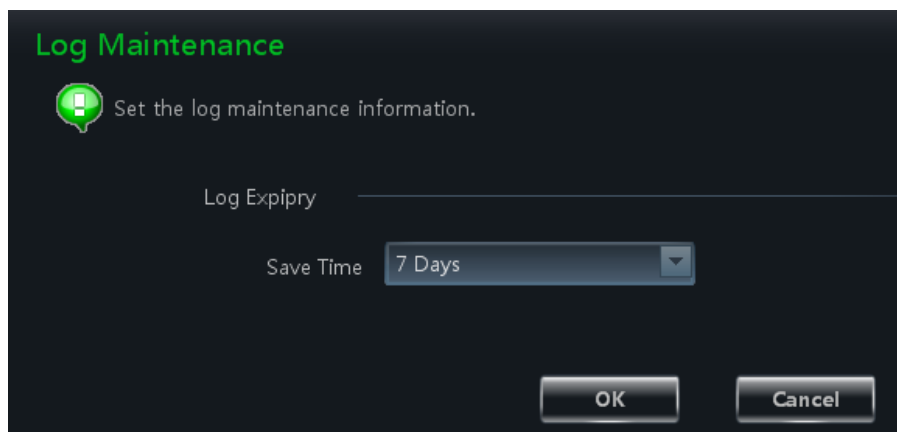 Log Maintenance
Set the log maintenance information.
Log Expipry
Save Time 7 Days
OK Cancel